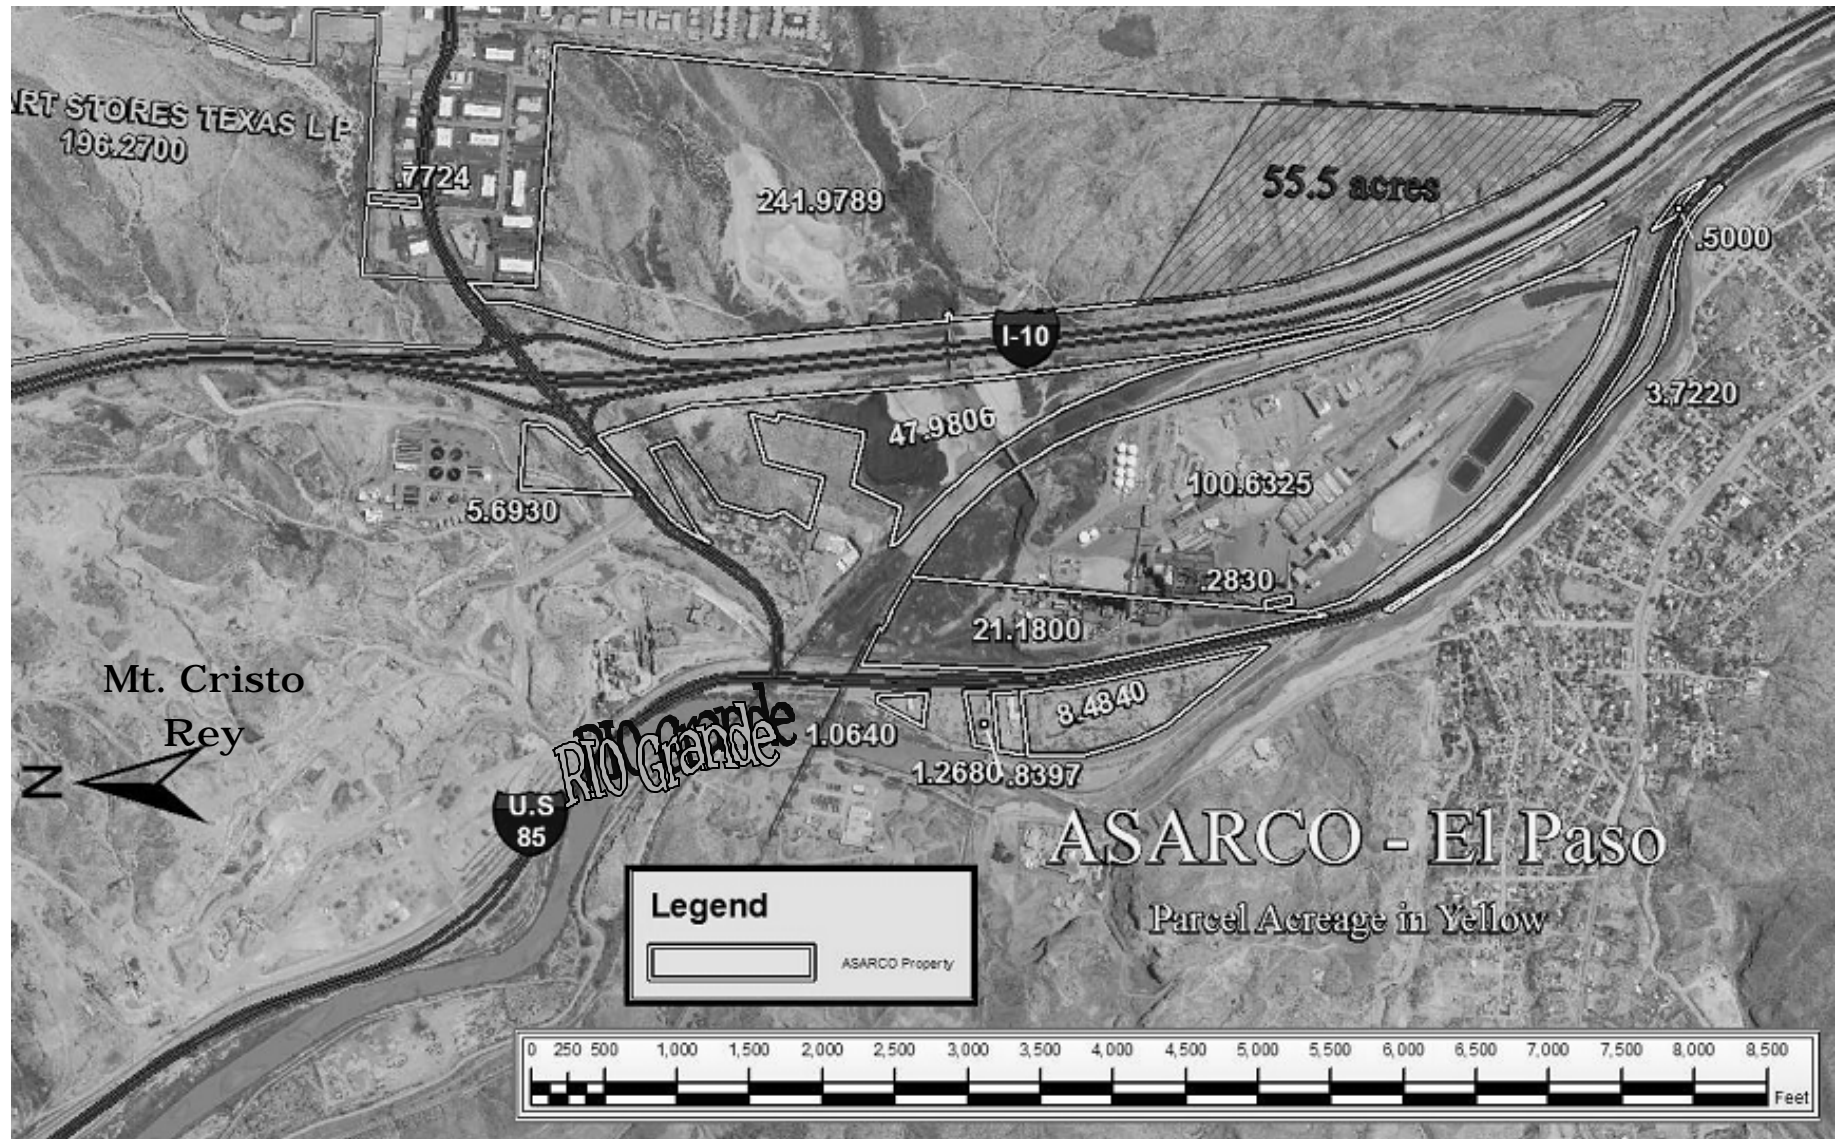 ART STORES TEXAS L P
196.2700
.7724
241.9789
55.5 acres
.5000
I-10
3.7220
47.9806
100.6325
5.6930
.2830
21.1800
Mt. Cristo
Rey
8.4840
RIO Grande
1.0640
1.2680
.8397
N
U.S
85
ASARCO - El Paso
Parcel Acreage in Yellow
Legend
ASARCO Property
0 250 500 1,000 1,500 2,000 2,500 3,000 3,500 4,000 4,500 5,000 5,500 6,000 6,500 7,000 7,500 8,000 8,500
Feet